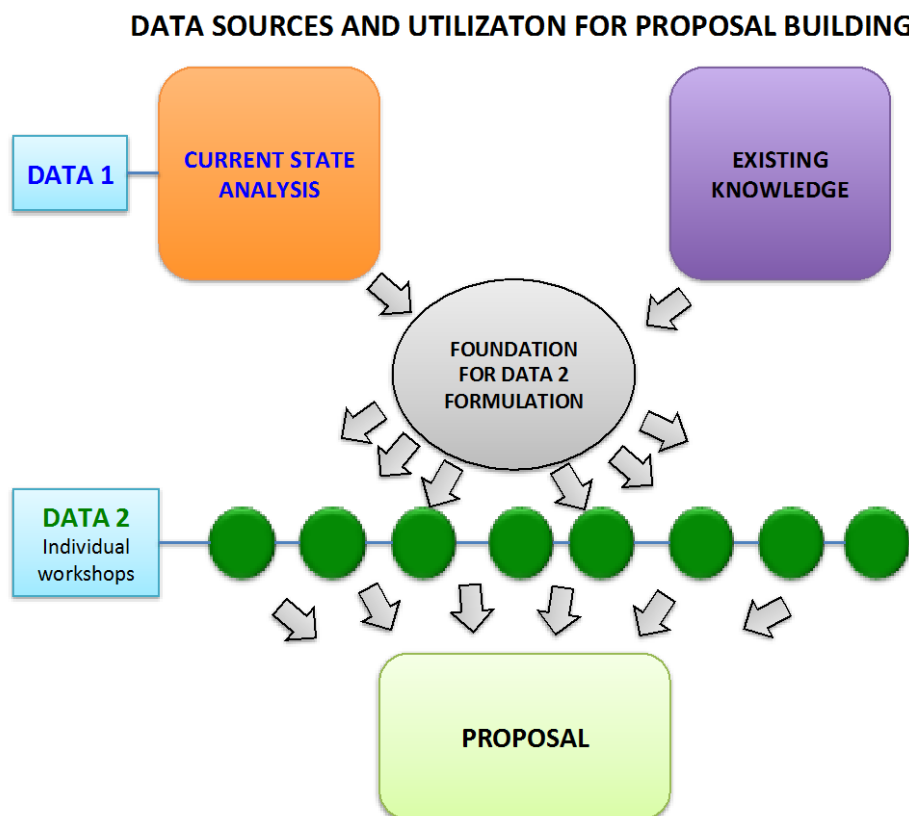 DATA SOURCES AND UTILIZATON FOR PROPOSAL BUILDING
DATA 1
CURRENT STATE
ANALYSIS
EXISTING
KNOWLEDGE
FOUNDATION
FOR DATA 2
FORMULATION
DATA 2
Individual
workshops
PROPOSAL